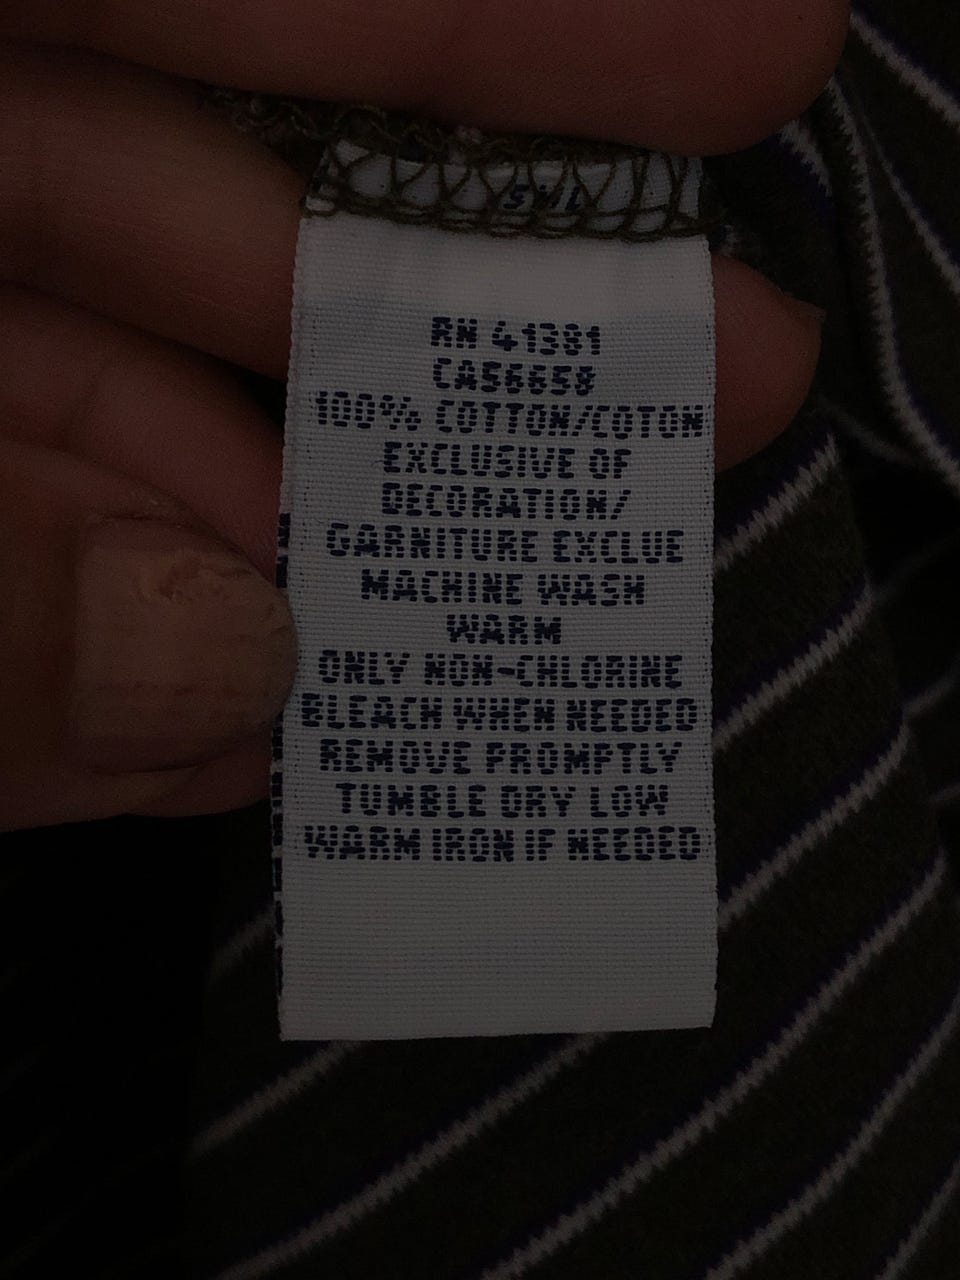 RN 41381
CA56658
100% COTTON/COTON
EXCLUSIVE OF
DECORATION/
GARNITURE EXCLUE
MACHINE WASH
WARM
ONLY NON-CHLORINE
BLEACH WHEN NEEDED
REMOVE PROMPTLY
TUMBLE DRY LOW
WARM IRON IF NEEDED